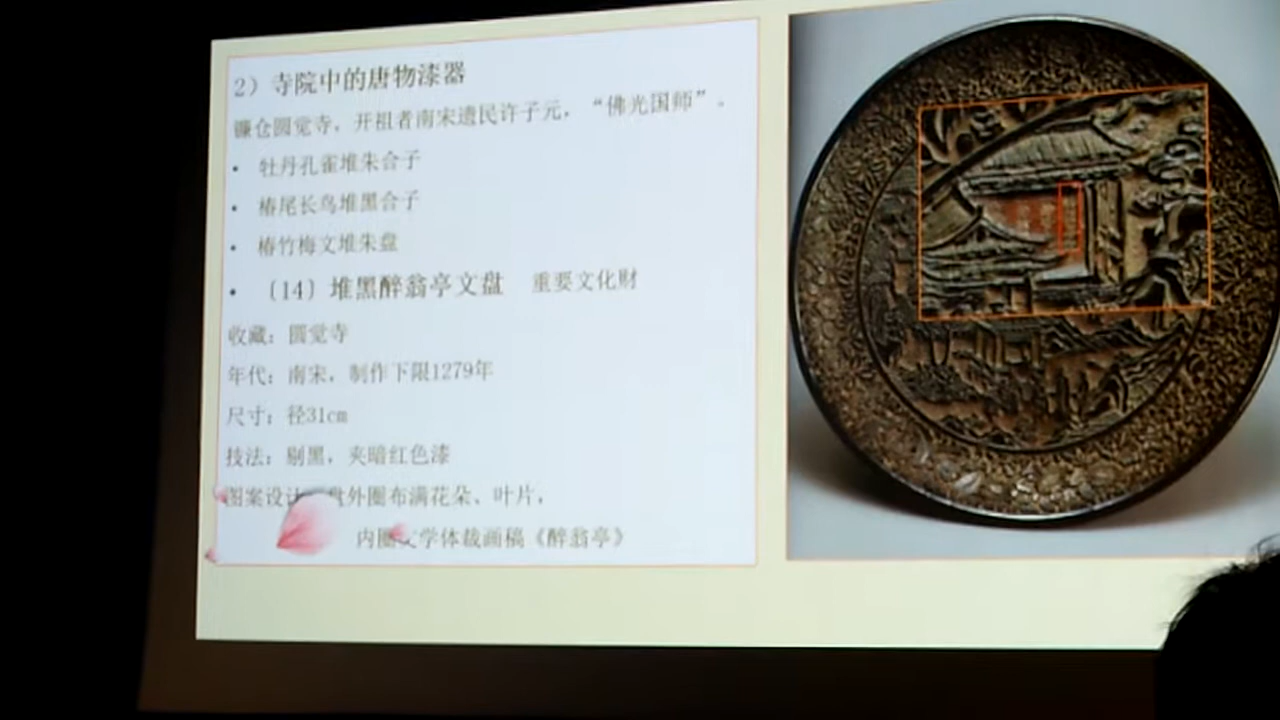 2）寺院中的唐物漆器
镰仓圆觉寺，开祖者南宋遗民许子元，“佛光国师”。
• 牡丹孔雀堆朱合子
• 椿尾长鸟堆黑合子
• 椿竹梅文堆朱盘
• （14）堆黑醉翁亭文盘 重要文化財
收藏：圆觉寺
年代：南宋，制作下限1279年
尺寸：径31cm
技法：剔黑，夹暗红色漆
图案设计 盘外圈布满花朵、叶片，
内圈文学体裁画稿《醉翁亭》